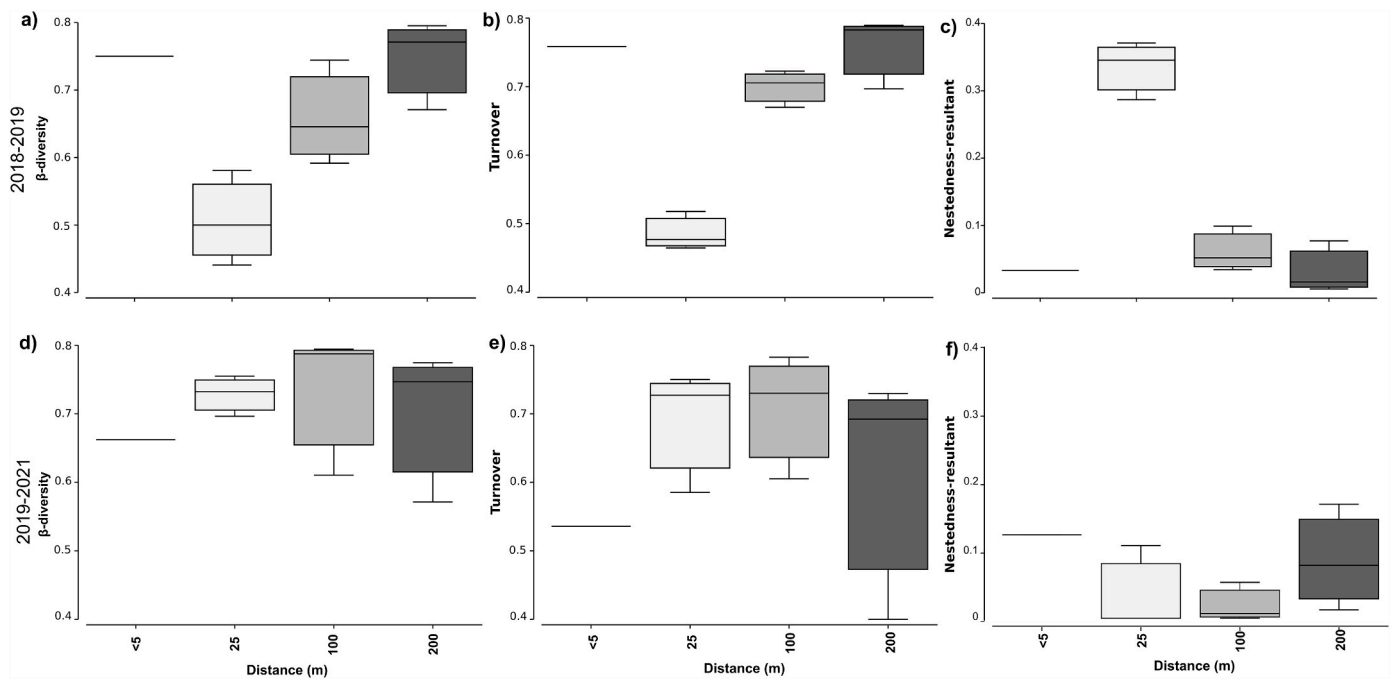 a)
0.8
0.7
0.6
0.5
0.4
2018-2019
β-diversity
b)
0.8
0.7
0.6
0.5
0.4
Turnover
c)
0.4
0.3
0.2
0.1
0
Nestedness-resultant
d)
0.8
0.7
0.6
0.5
0.4
2019-2021
β-diversity
<5
25
100
200
Distance (m)
e)
0.8
0.7
0.6
0.5
0.4
Turnover
<5
25
100
200
Distance (m)
f)
0.4
0.3
0.2
0.1
0
Nestedness-resultant
<5
25
100
200
Distance (m)